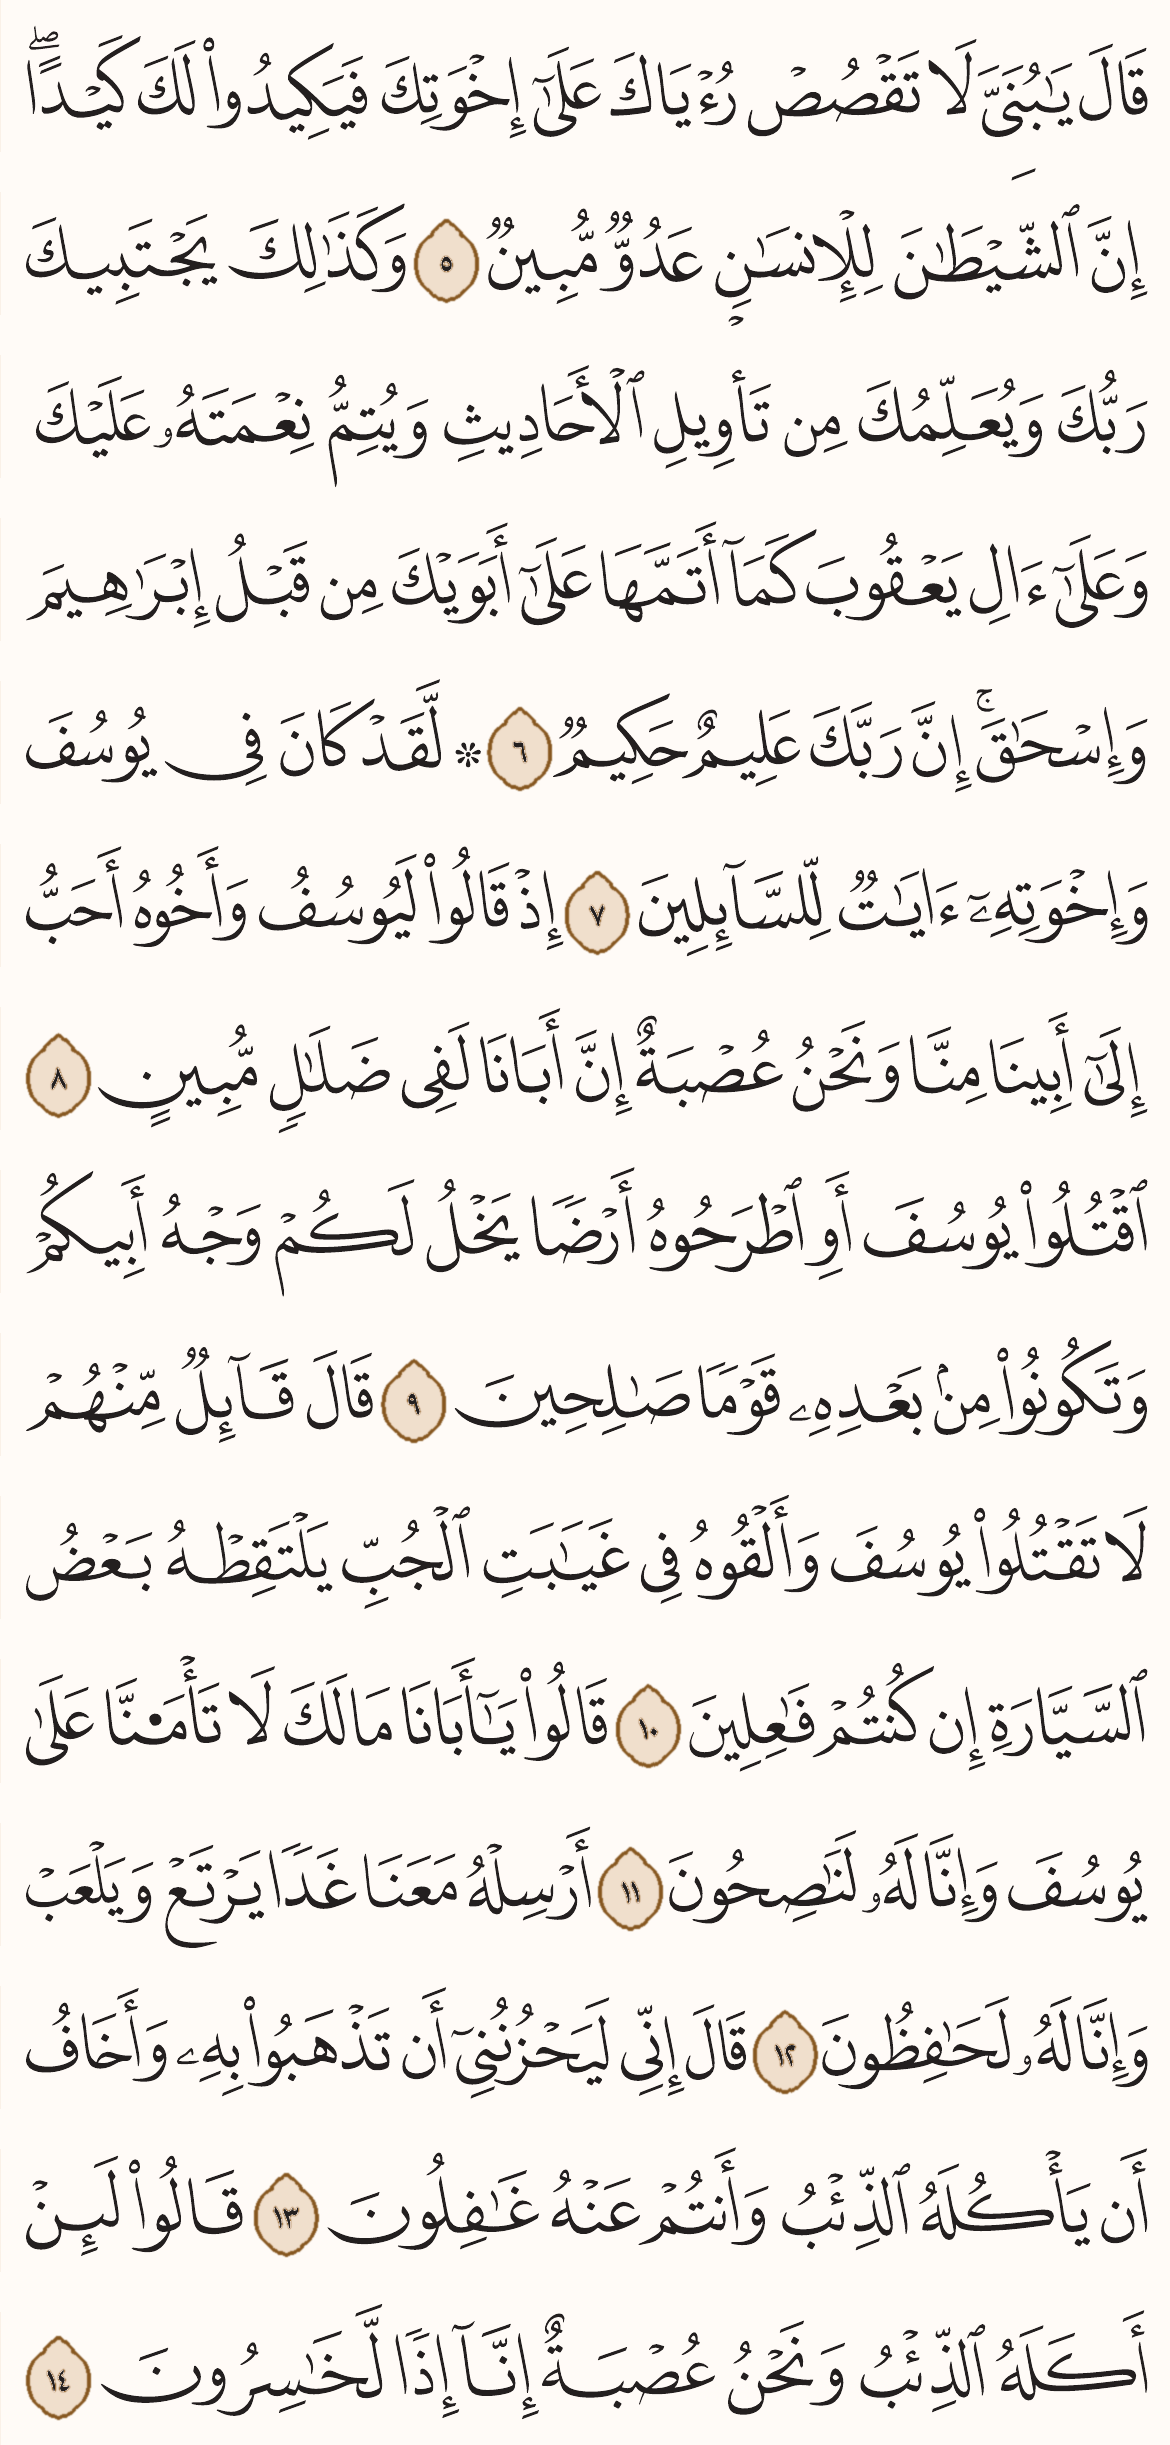 قَالَ يَٰبُنَيَّ لَا تَقۡصُصۡ رُءۡيَاكَ عَلَىٰٓ إِخۡوَتِكَ فَيَكِيدُواْ لَكَ كَيۡدًاۖ
إِنَّ ٱلشَّيۡطَٰنَ لِلۡإِنسَٰنِ عَدُوّٞ مُّبِينٞ ٥ وَكَذَٰلِكَ يَجۡتَبِيكَ
رَبُّكَ وَيُعَلِّمُكَ مِن تَأۡوِيلِ ٱلۡأَحَادِيثِ وَيُتِمُّ نِعۡمَتَهُۥ عَلَيۡكَ
وَعَلَىٰٓ ءَالِ يَعۡقُوبَ كَمَآ أَتَمَّهَا عَلَىٰٓ أَبَوَيۡكَ مِن قَبۡلُ إِبۡرَٰهِيمَ
وَإِسۡحَٰقَۚ إِنَّ رَبَّكَ عَلِيمٌ حَكِيمٞ ٦ ۞ لَّقَدۡ كَانَ فِي يُوسُفَ
وَإِخۡوَتِهِۦٓ ءَايَٰتٞ لِّلسَّآئِلِينَ ٧ إِذۡ قَالُواْ لَيُوسُفُ وَأَخُوهُ أَحَبُّ
إِلَىٰٓ أَبِينَا مِنَّا وَنَحۡنُ عُصۡبَةٌ إِنَّ أَبَانَا لَفِي ضَلَٰلٖ مُّبِينٍ ٨
ٱقۡتُلُواْ يُوسُفَ أَوِ ٱطۡرَحُوهُ أَرۡضٗا يَخۡلُ لَكُمۡ وَجۡهُ أَبِيكُمۡ
وَتَكُونُواْ مِنۢ بَعۡدِهِۦ قَوۡمٗا صَٰلِحِينَ ٩ قَالَ قَآئِلٞ مِّنۡهُمۡ
لَا تَقۡتُلُواْ يُوسُفَ وَأَلۡقُوهُ فِي غَيَٰبَتِ ٱلۡجُبِّ يَلۡتَقِطۡهُ بَعۡضُ
ٱلسَّيَّارَةِ إِن كُنتُمۡ فَٰعِلِينَ ١٠ قَالُواْ يَٰٓأَبَانَا مَا لَكَ لَا تَأۡمَ۬نَّا عَلَىٰ
يُوسُفَ وَإِنَّا لَهُۥ لَنَٰصِحُونَ ١١ أَرۡسِلۡهُ مَعَنَا غَدٗا يَرۡتَعۡ وَيَلۡعَبۡ
وَإِنَّا لَهُۥ لَحَٰفِظُونَ ١٢ قَالَ إِنِّي لَيَحۡزُنُنِيٓ أَن تَذۡهَبُواْ بِهِۦ وَأَخَافُ
أَن يَأۡكُلَهُ ٱلذِّئۡبُ وَأَنتُمۡ عَنۡهُ غَٰفِلُونَ ١٣ قَالُواْ لَئِنۡ
أَكَلَهُ ٱلذِّئۡبُ وَنَحۡنُ عُصۡبَةٌ إِنَّآ إِذٗا لَّخَٰسِرُونَ ١٤